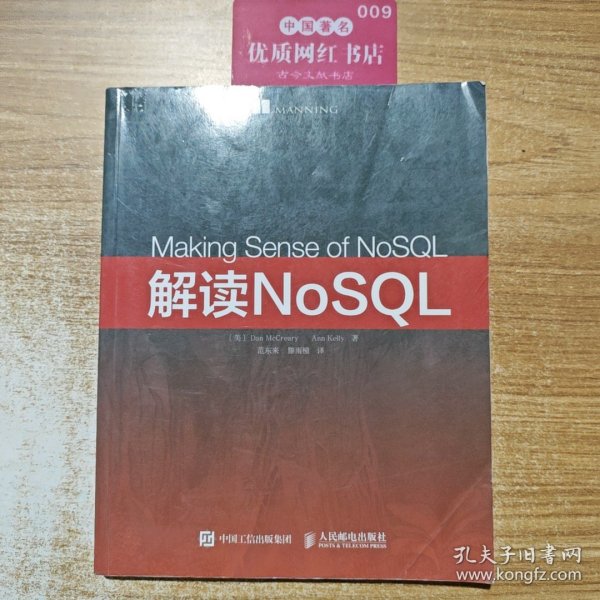 009
中国著名
优质网红书店
古今文献书店
MANNING
Making Sense of NoSQL
解读NoSQL
[美] Dan McCreary Ann Kelly 著
范东来 滕雨橦 译
中国工信出版集团
人民邮电出版社
POSTS & TELECOM PRESS
孔夫子旧书网
www.kongfz.com